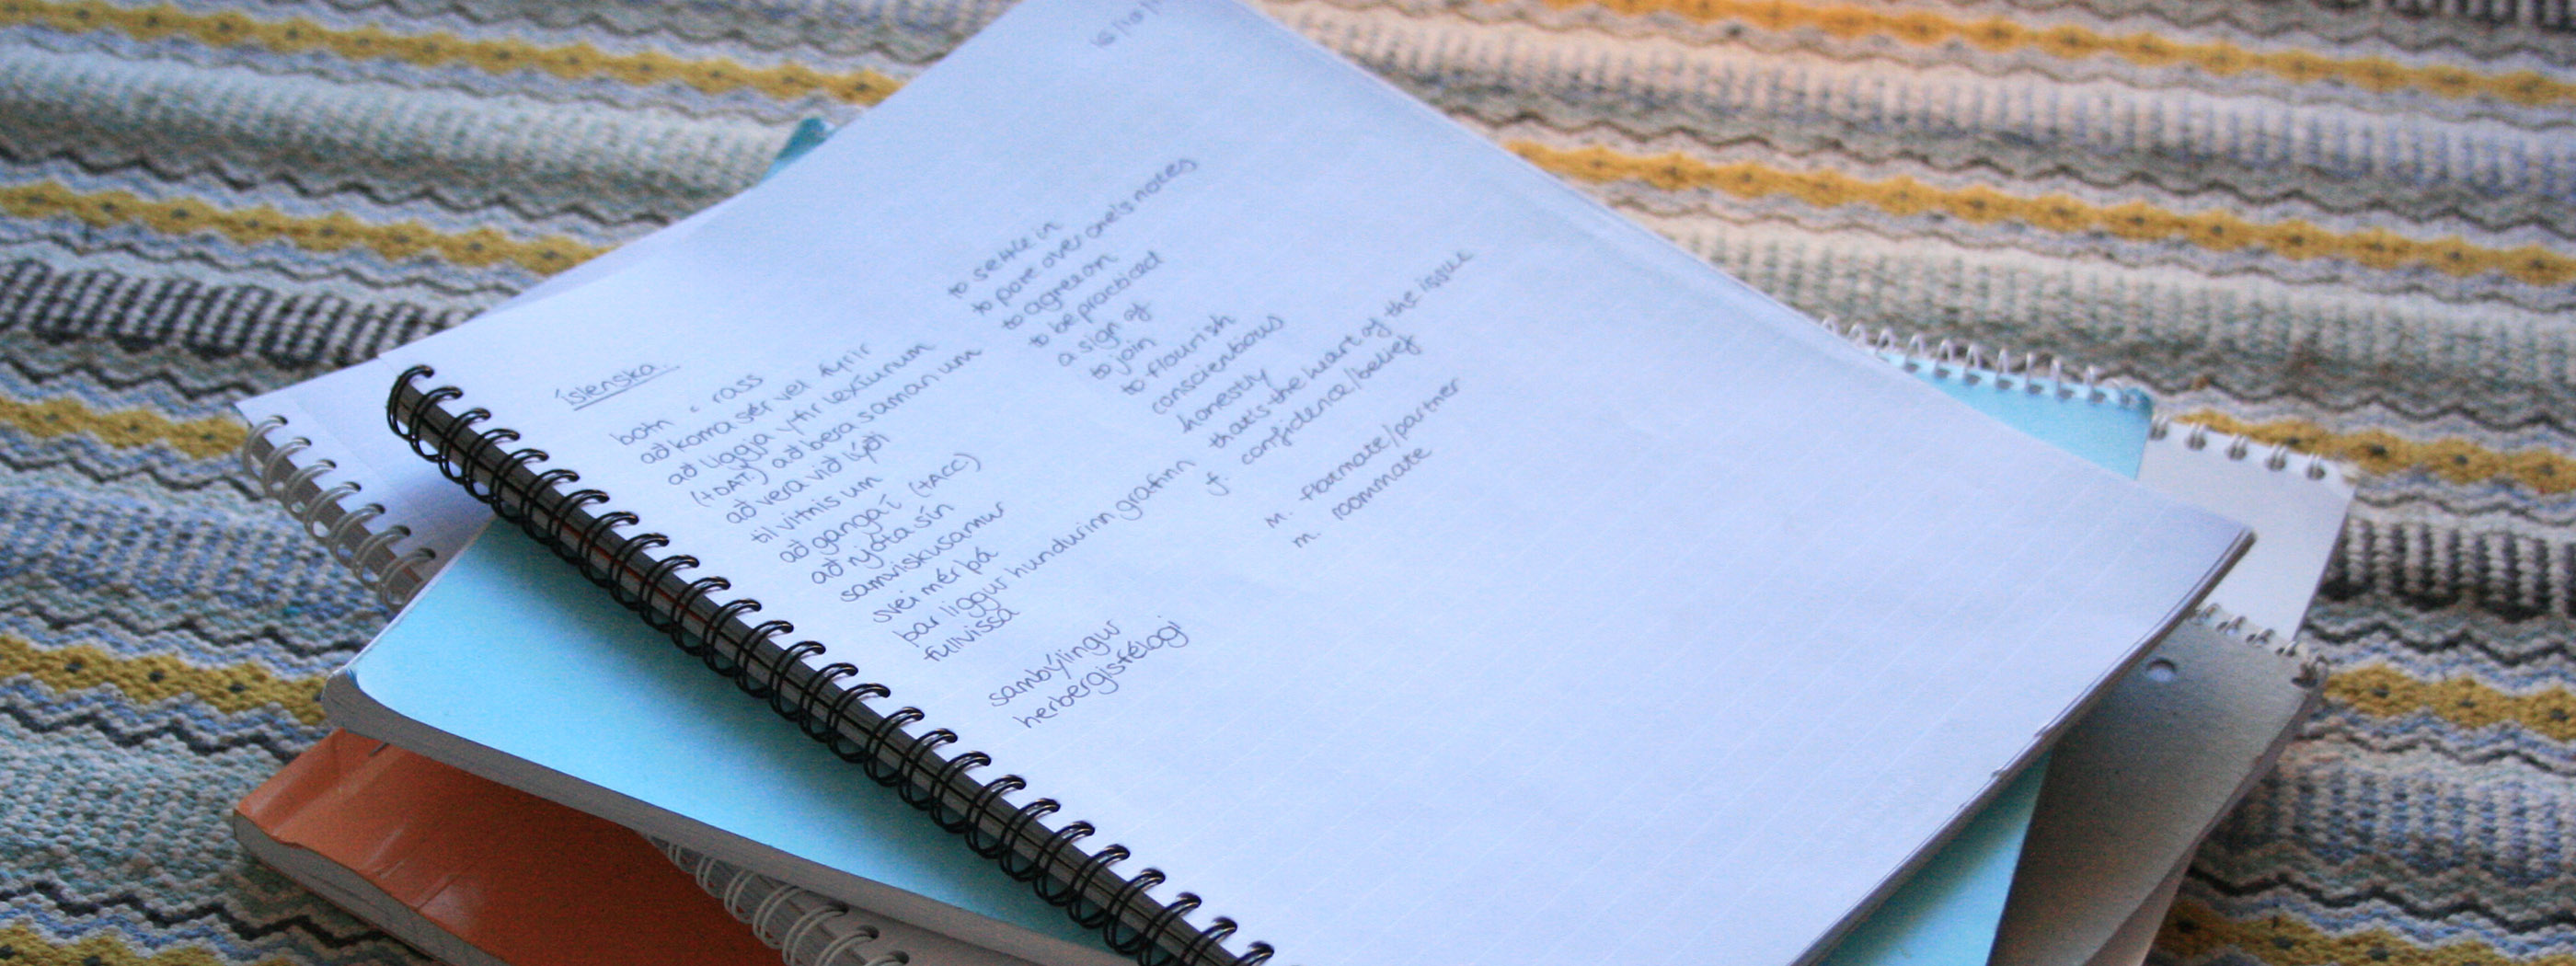 16/10/
íslenska.
botn = rass
að koma sér vel fyrir to settle in
að liggja yfir lexíunum to pore over one's notes
(+DAT.) að bera saman um to agree on
að vera við lýði to be practiced
til vitnis um a sign of
að ganga í (+ACC) to join
að njóta sín to flourish
samviskusamur conscientious
svei mér þá honestly
þar liggur hundurinn grafinn that's the heart of the issue
fullvissa f. confidence/belief
sambýlingur m. flatmate/partner
herbergisfélagi m. roommate